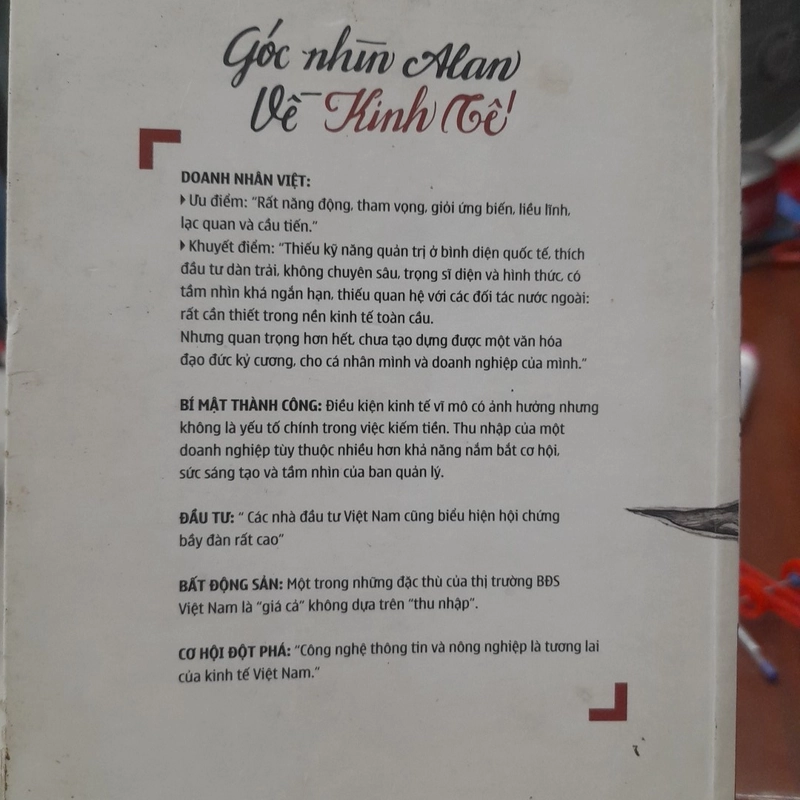 Góc nhìn Alan
Về Kinh Tế!
DOANH NHÂN VIỆT:
Ưu điểm: "Rất năng động, tham vọng, giỏi ứng biến, liều lĩnh,
lạc quan và cầu tiến."
Khuyết điểm: "Thiếu kỹ năng quản trị ở bình diện quốc tế, thích
đầu tư dàn trải, không chuyên sâu, trọng sĩ diện và hình thức, có
tầm nhìn khá ngắn hạn, thiếu quan hệ với các đối tác nước ngoài:
rất cần thiết trong nền kinh tế toàn cầu.
Nhưng quan trọng hơn hết, chưa tạo dựng được một văn hóa
đạo đức kỷ cương, cho cá nhân mình và doanh nghiệp của mình."
BÍ MẬT THÀNH CÔNG: Điều kiện kinh tế vĩ mô có ảnh hưởng nhưng
không là yếu tố chính trong việc kiếm tiền. Thu nhập của một
doanh nghiệp tùy thuộc nhiều hơn khả năng nắm bắt cơ hội,
sức sáng tạo và tầm nhìn của ban quản lý.
ĐẦU TƯ: " Các nhà đầu tư Việt Nam cũng biểu hiện hội chứng
bầy đàn rất cao"
BẤT ĐỘNG SẢN: Một trong những đặc thù của thị trường BĐS
Việt Nam là "giá cả" không dựa trên "thu nhập".
CƠ HỘI ĐỘT PHÁ: "Công nghệ thông tin và nông nghiệp là tương lai
của kinh tế Việt Nam."